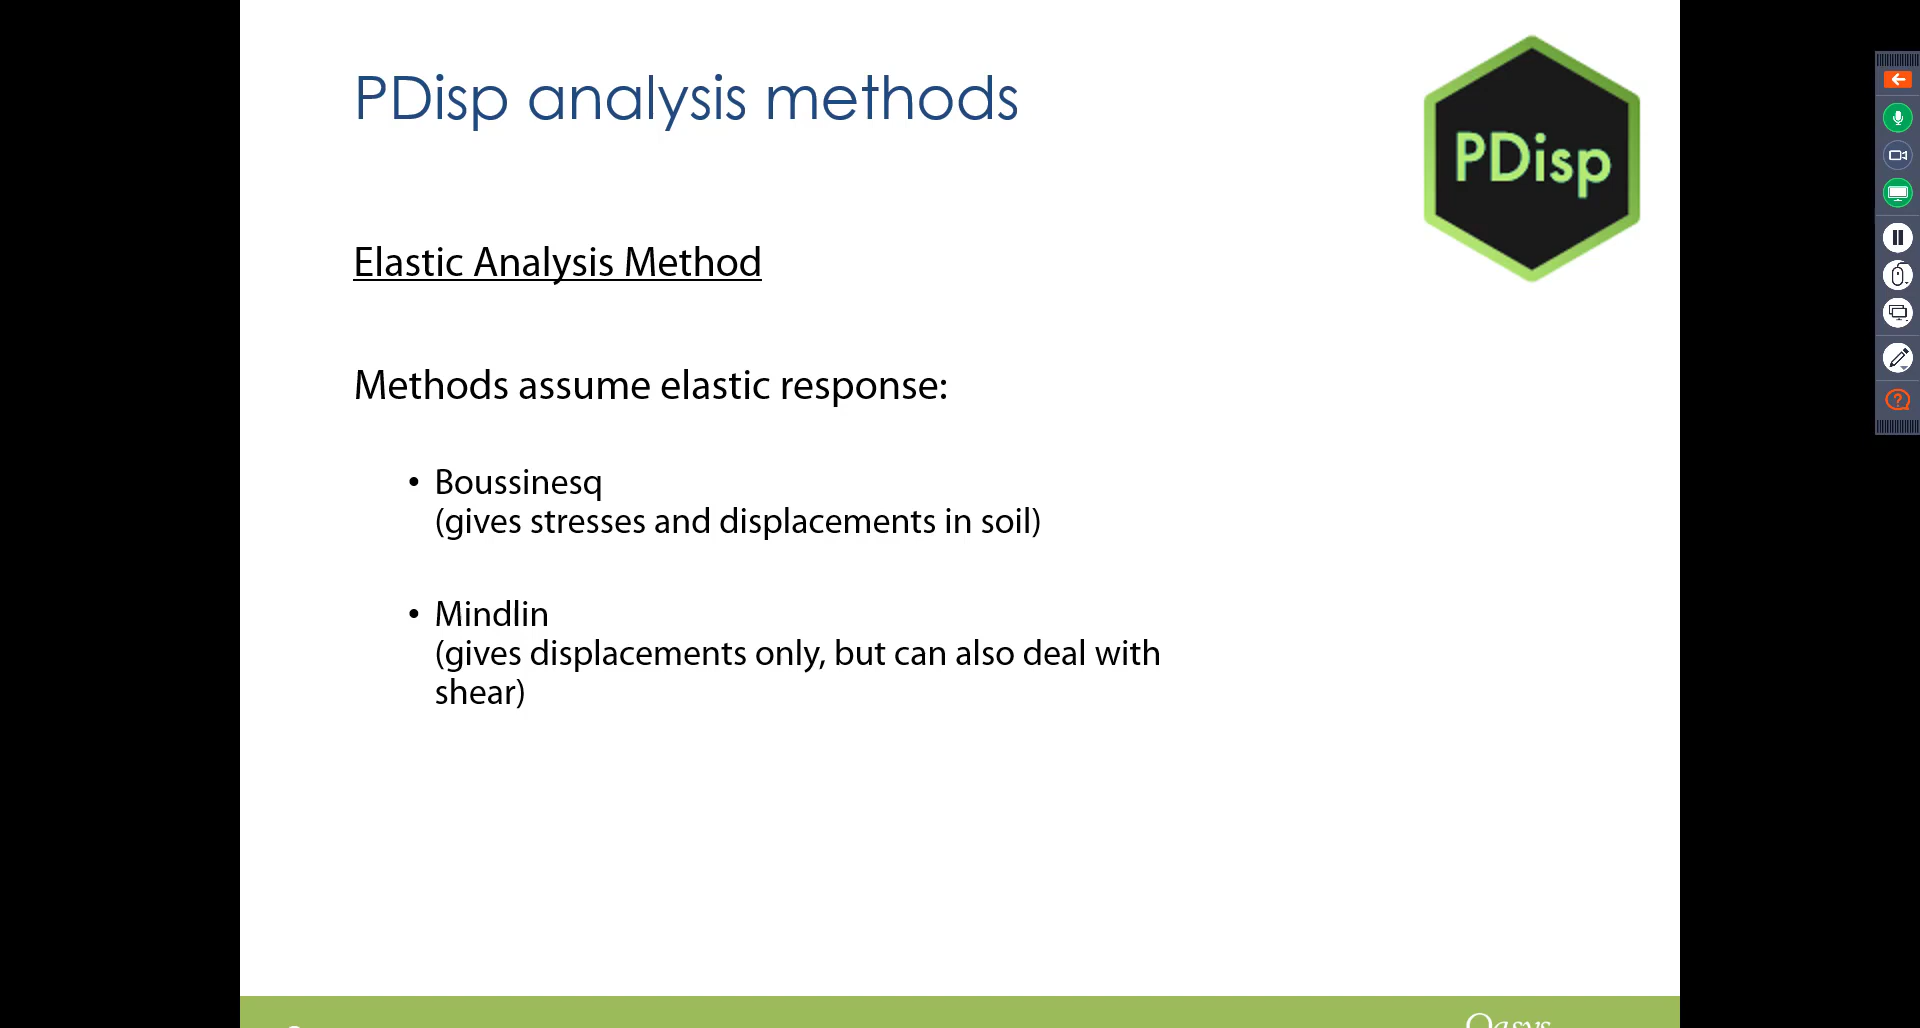 PDisp analysis methods
PDisp
Elastic Analysis Method
Methods assume elastic response:
• Boussinesq
(gives stresses and displacements in soil)
• Mindlin
(gives displacements only, but can also deal with
shear)
Oasys